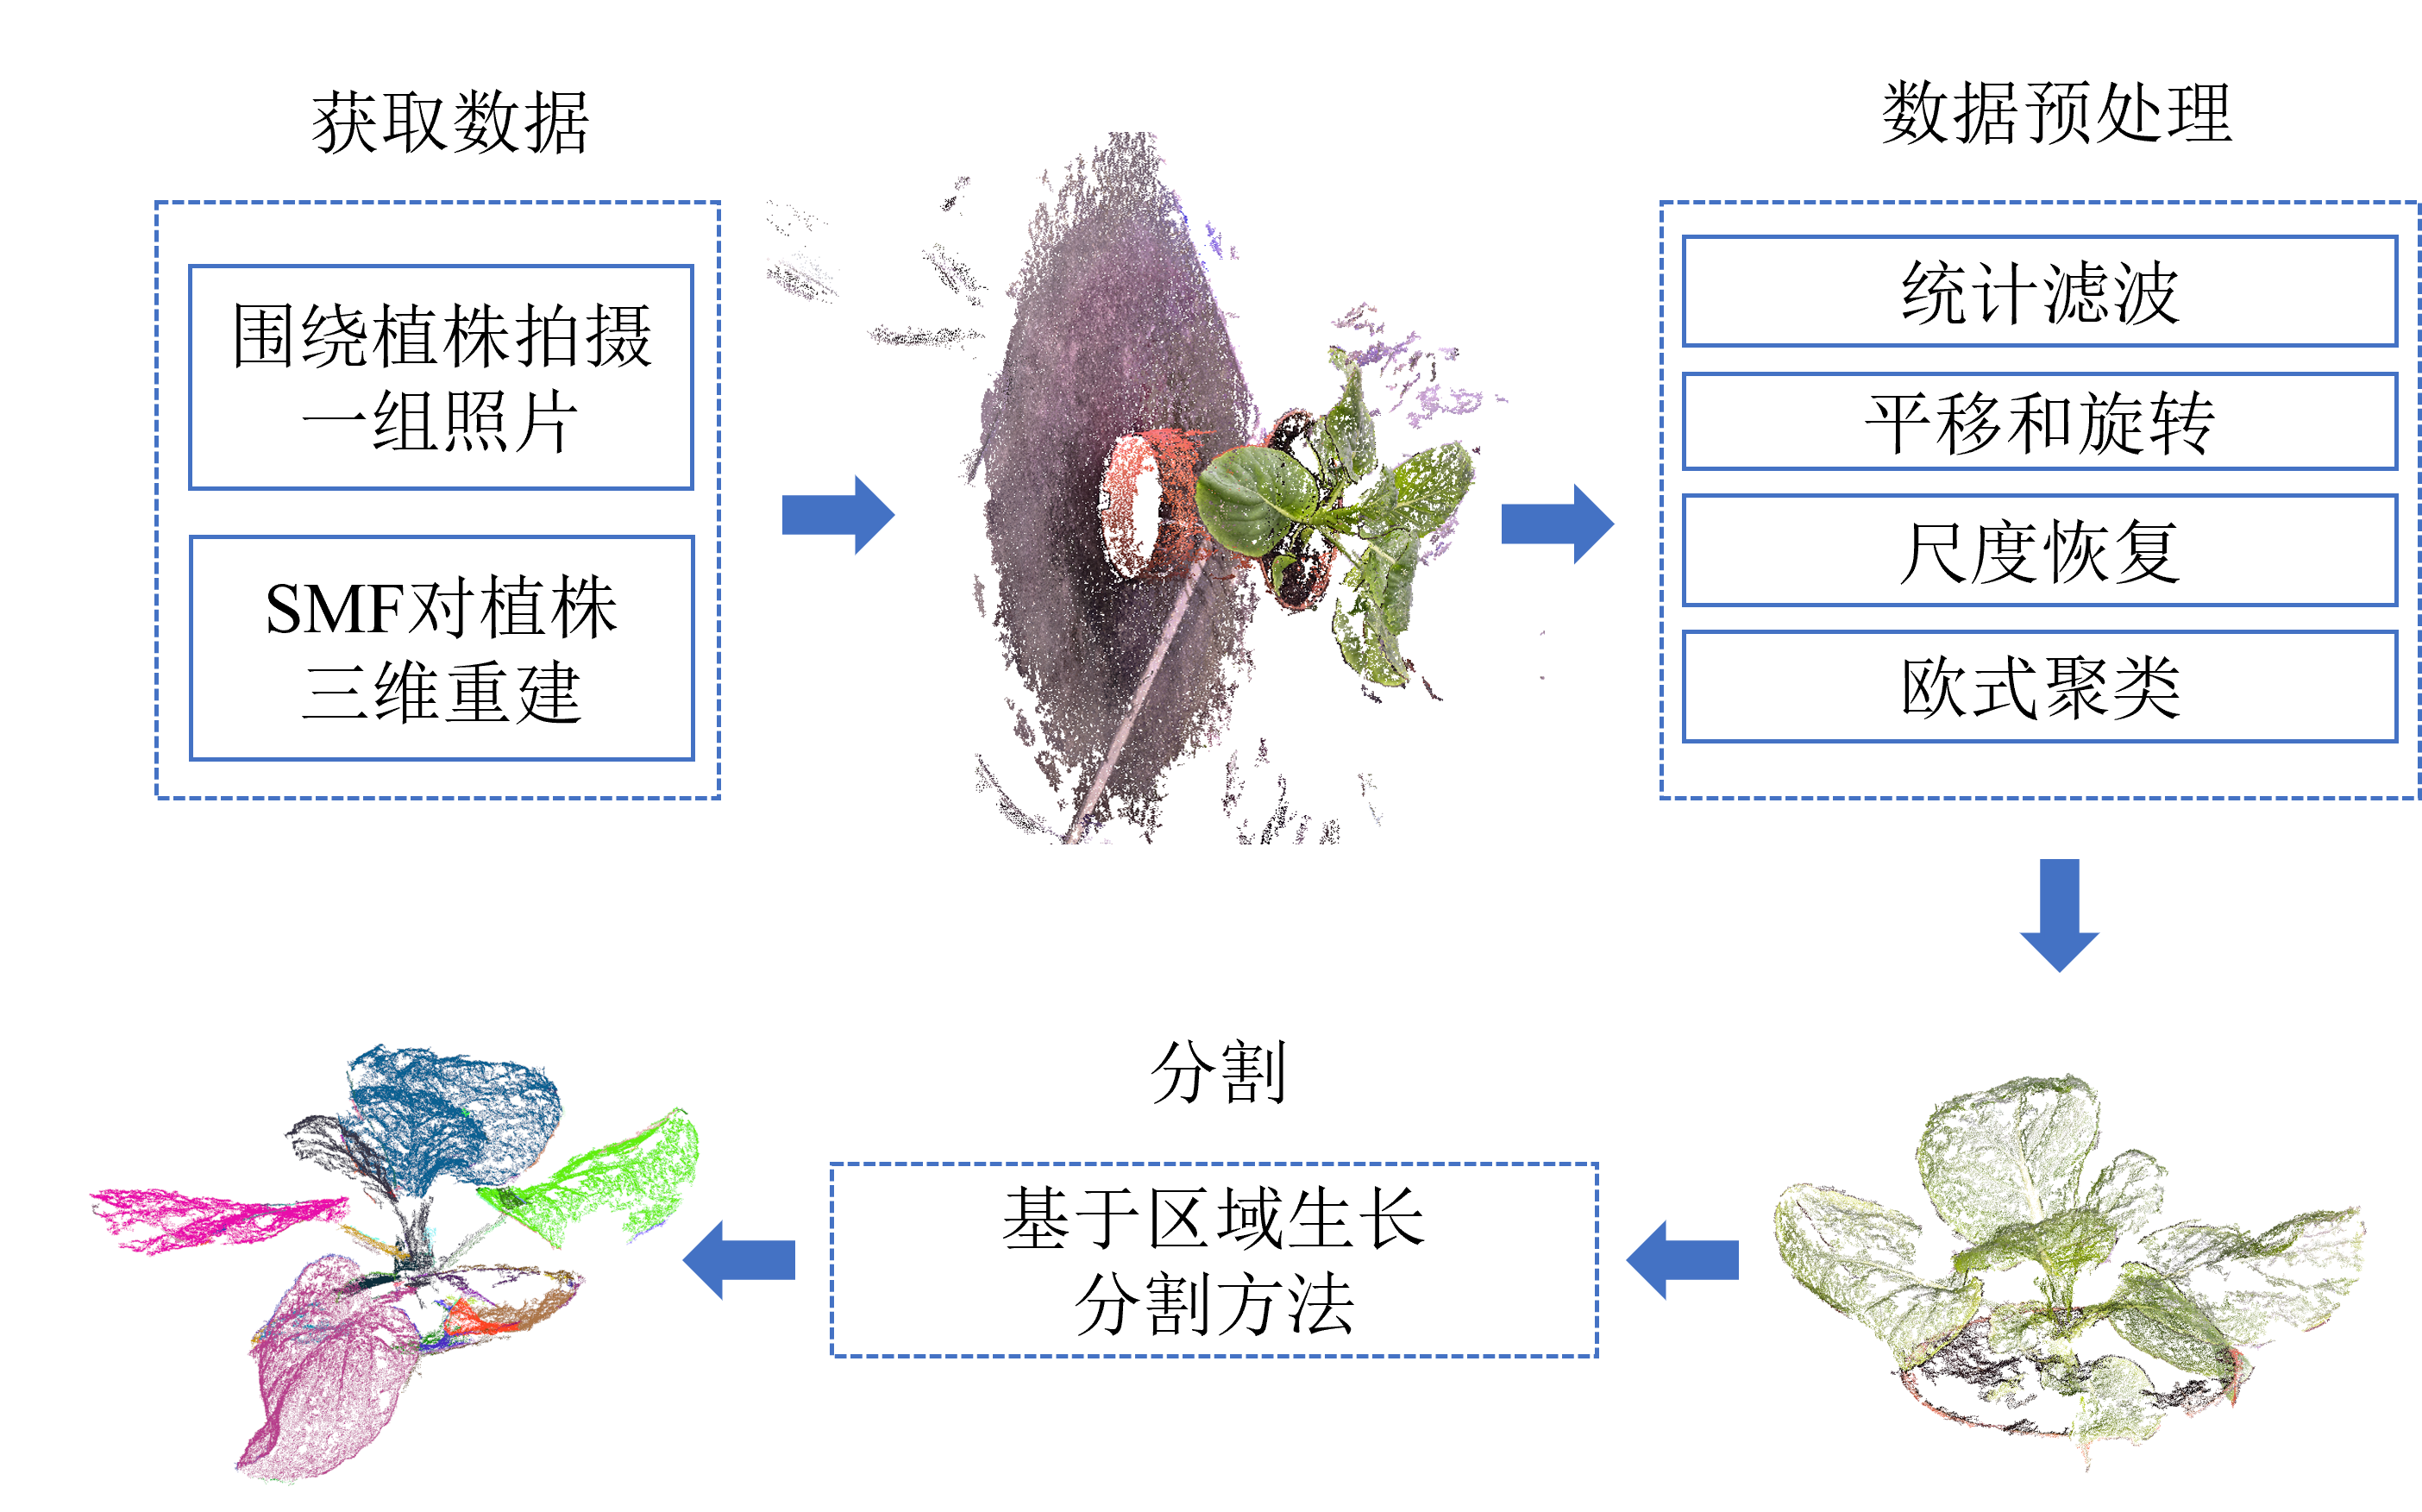 获取数据
围绕植株拍摄
一组照片
SMF对植株
三维重建
数据预处理
统计滤波
平移和旋转
尺度恢复
欧式聚类
分割
基于区域生长
分割方法